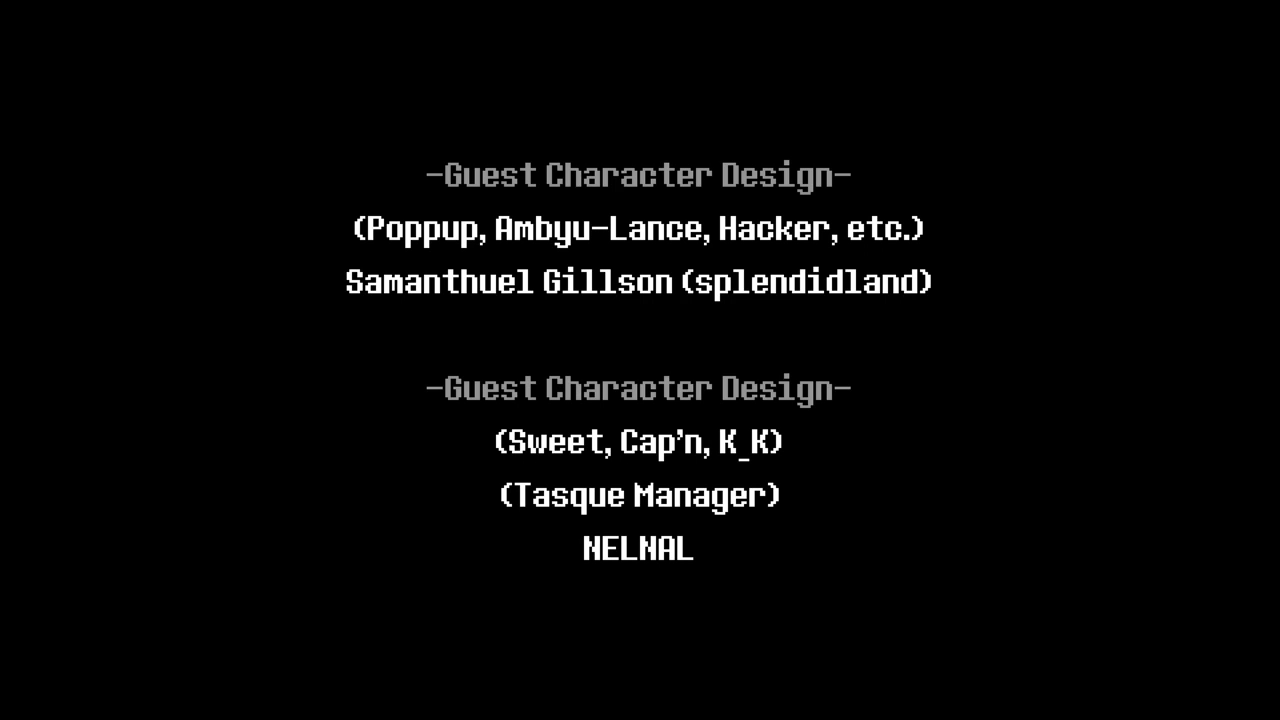 -Guest Character Design-
(Poppup, Ambyu-Lance, Hacker, etc.)
Samanthuel Gillson (splendidland)
-Guest Character Design-
(Sweet, Cap'n, K_K)
(Tasque Manager)
NELNAL